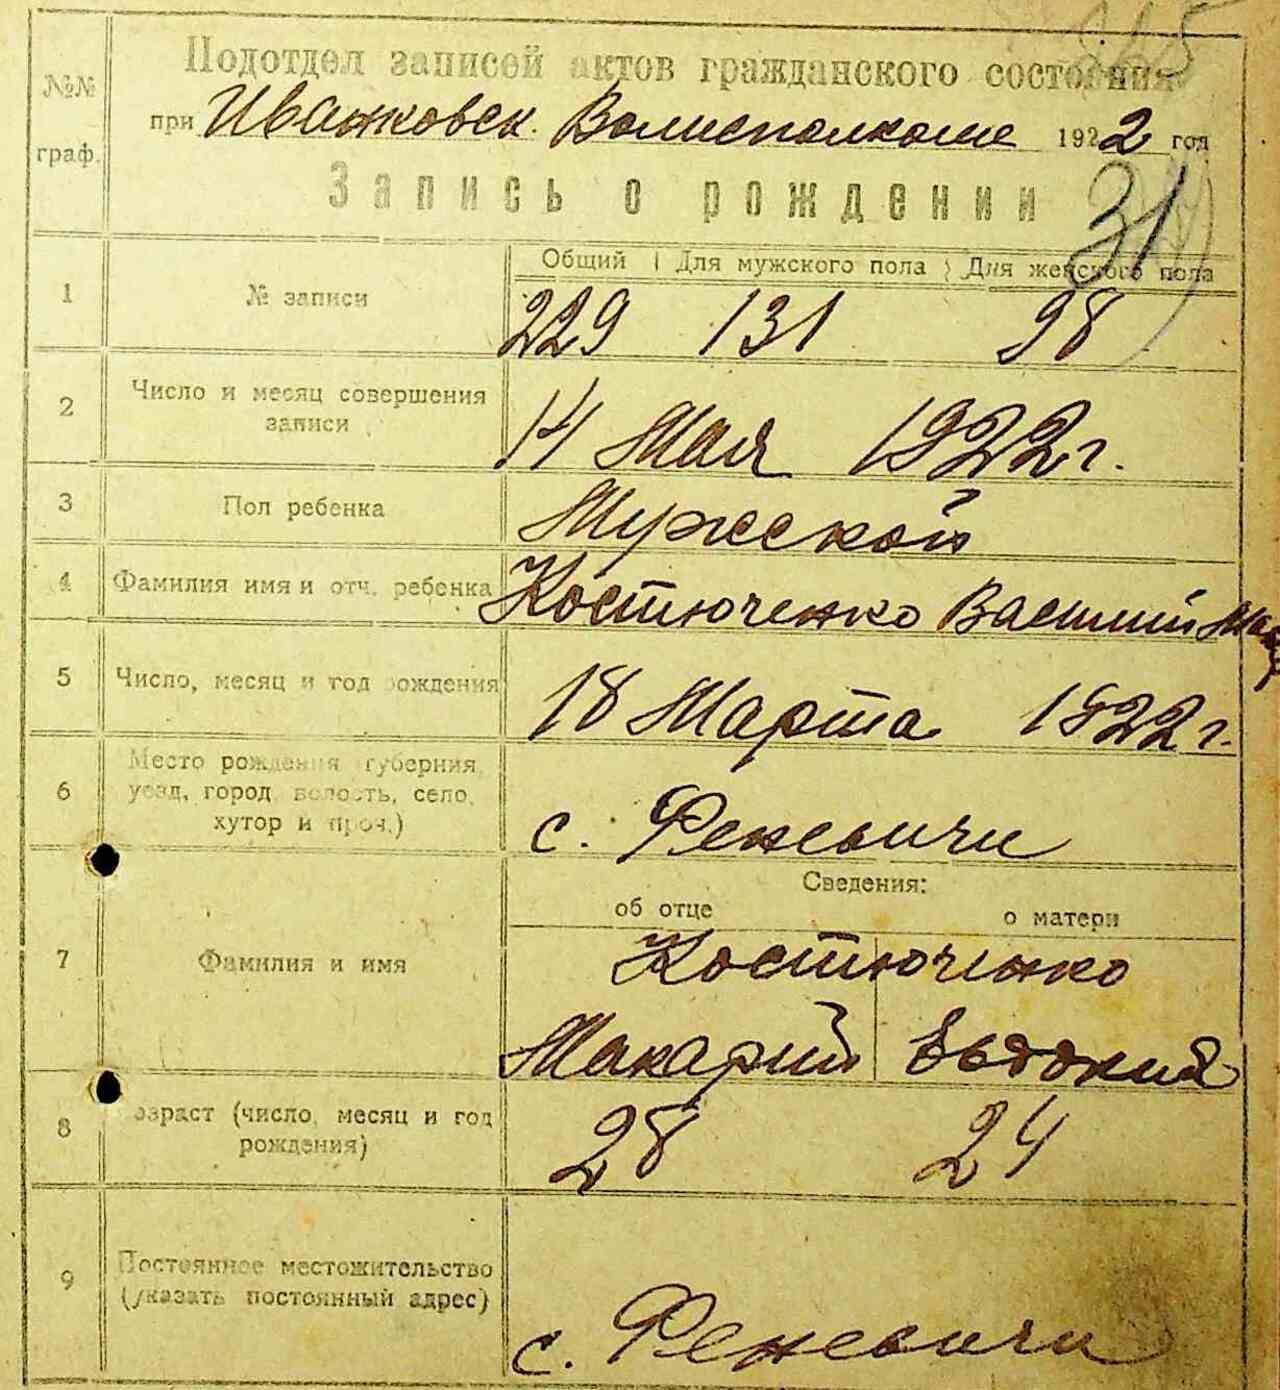 Подотдел записей актов гражданского состояния
№№ граф.
при Иванковск. Волисполкоме 1922 год
Запись о рождении
31
Общий Для мужского пола Для женского пола
1 № записи 229 131 98
2 Число и месяц совершения записи 14 Мая 1922 г.
3 Пол ребенка Мужской
4 Фамилия имя и отч. ребенка Костюченко Василий
5 Число, месяц и год рождения 18 Марта 1922 г.
6 Место рождения губерния, уезд, город, волость, село, хутор и проч.) с. Феневичи
Сведения:
об отце о матери
7 Фамилия и имя Костюченко
Макарий Евдокия
8 Возраст (число, месяц и год рождения) 28 24
9 Постоянное местожительство (указать постоянный адрес) с. Феневичи